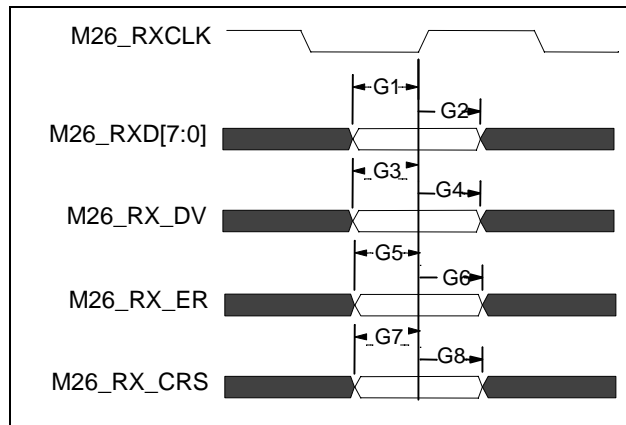 M26_RXCLK
G1
G2
M26_RXD[7:0]
G3
G4
M26_RX_DV
G5
G6
M26_RX_ER
G7
G8
M26_RX_CRS